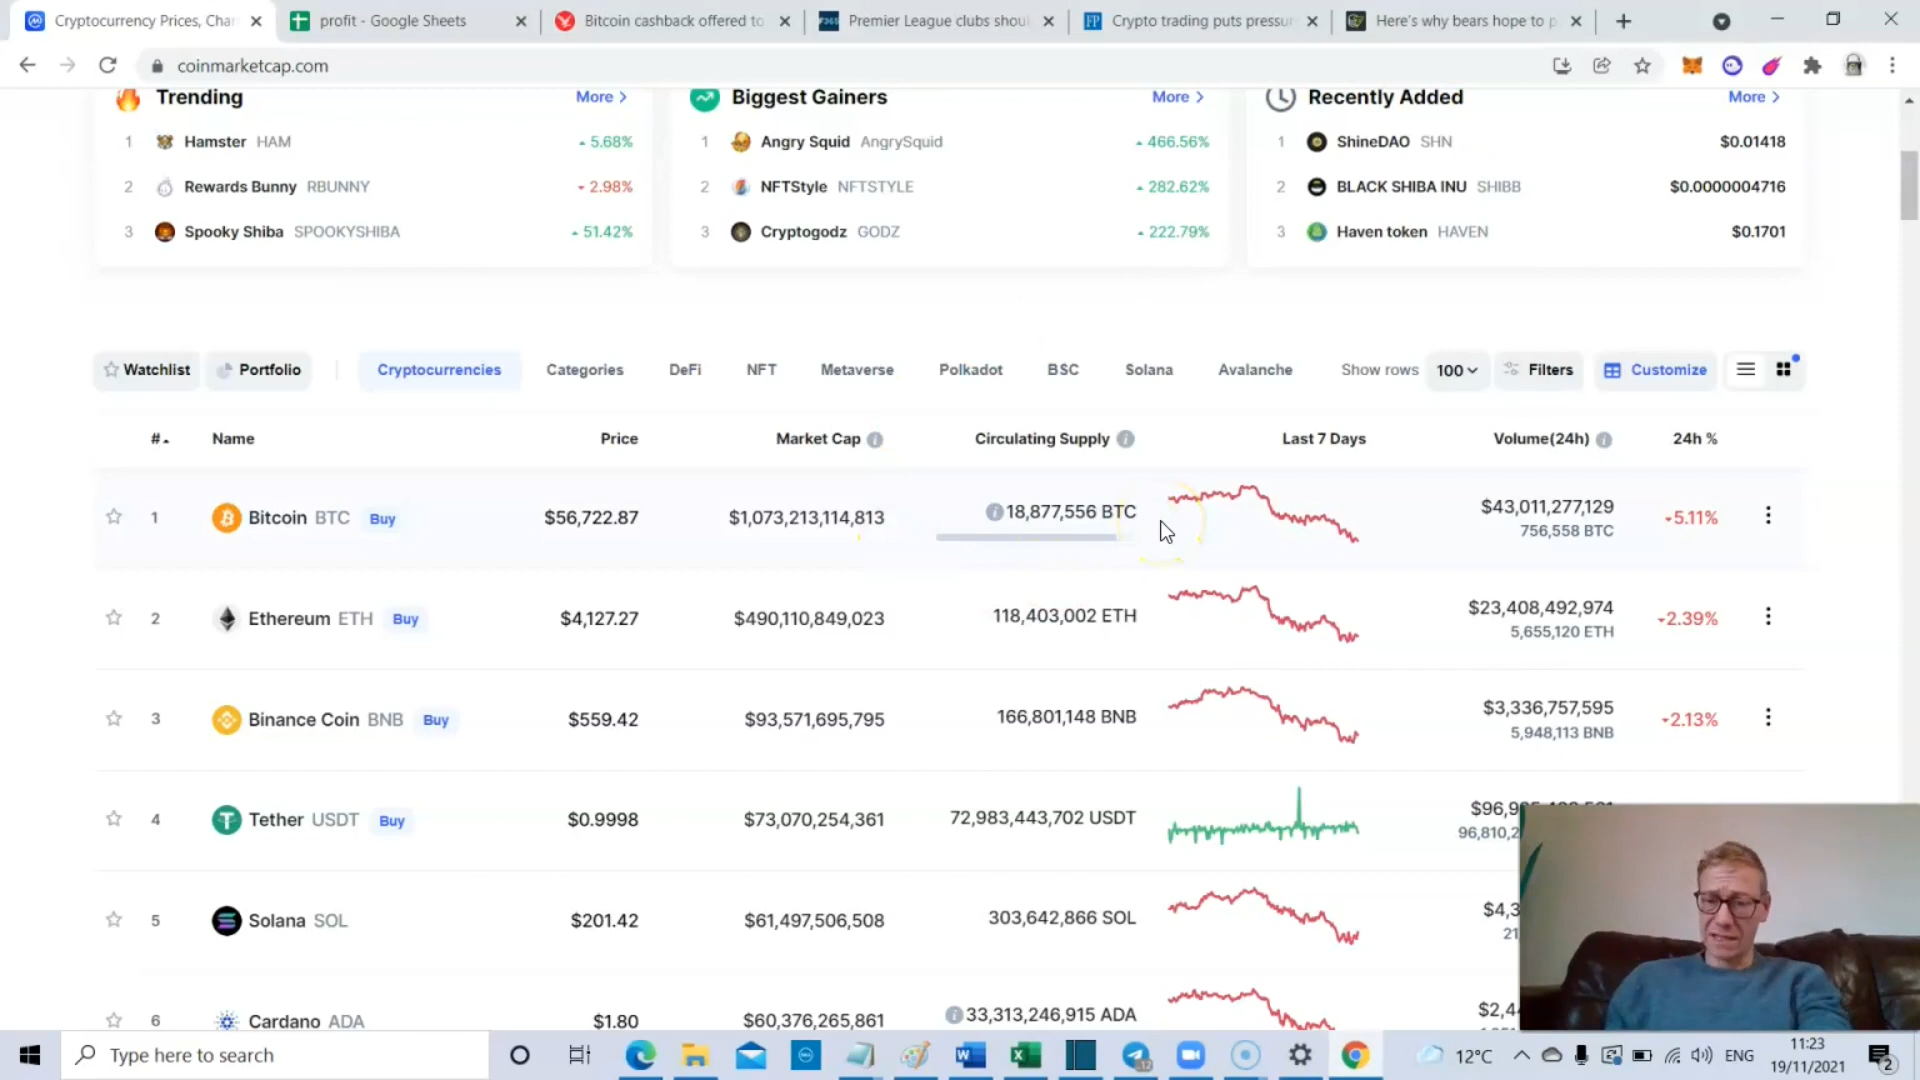 Cryptocurrency Prices, Char
profit - Google Sheets
Bitcoin cashback offered to
Premier League clubs shoul
Crypto trading puts pressur
Here's why bears hope to p
coinmarketcap.com
Trending More >
1 Hamster HAM 5.68%
2 Rewards Bunny RBUNNY 2.98%
3 Spooky Shiba SPOOKYSHIBA 51.42%
Biggest Gainers More >
1 Angry Squid AngrySquid 466.56%
2 NFTStyle NFTSTYLE 282.62%
3 Cryptogodz GODZ 222.79%
Recently Added More >
1 ShineDAO SHN $0.01418
2 BLACK SHIBA INU SHIBB $0.0000004716
3 Haven token HAVEN $0.1701
Watchlist Portfolio Cryptocurrencies Categories DeFi NFT Metaverse Polkadot BSC Solana Avalanche Show rows 100 Filters Customize
# Name Price Market Cap Circulating Supply Last 7 Days Volume(24h) 24h %
1 Bitcoin BTC Buy $56,722.87 $1,073,213,114,813 18,877,556 BTC $43,011,277,129 5.11%
756,558 BTC
2 Ethereum ETH Buy $4,127.27 $490,110,849,023 118,403,002 ETH $23,408,492,974 2.39%
5,655,120 ETH
3 Binance Coin BNB Buy $559.42 $93,571,695,795 166,801,148 BNB $3,336,757,595 2.13%
5,948,113 BNB
4 Tether USDT Buy $0.9998 $73,070,254,361 72,983,443,702 USDT
96,810,2
5 Solana SOL $201.42 $61,497,506,508 303,642,866 SOL $4,3
21
6 Cardano ADA $1.80 $60,376,265,861 33,313,246,915 ADA $2,4
Type here to search
12°C
ENG
11:23
19/11/2021
2